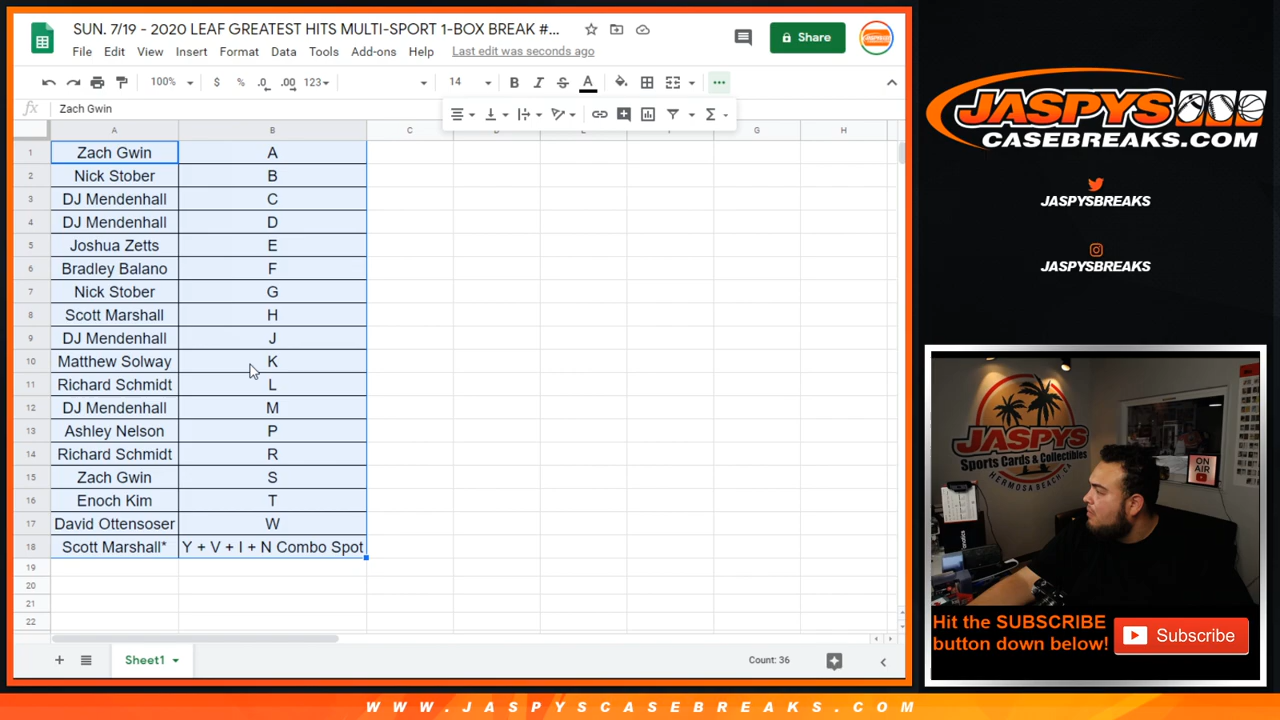 SUN. 7/19 - 2020 LEAF GREATEST HITS MULTI-SPORT 1-BOX BREAK #...
File Edit View Insert Format Data Tools Add-ons Help Last edit was seconds ago
Share
100% $ % .0 .00 123 14 B I S A
fx Zach Gwin
A B C D E F G H
1 Zach Gwin A
2 Nick Stober B
3 DJ Mendenhall C
4 DJ Mendenhall D
5 Joshua Zetts E
6 Bradley Balano F
7 Nick Stober G
8 Scott Marshall H
9 DJ Mendenhall J
10 Matthew Solway K
11 Richard Schmidt L
12 DJ Mendenhall M
13 Ashley Nelson P
14 Richard Schmidt R
15 Zach Gwin S
16 Enoch Kim T
17 David Ottensoser W
18 Scott Marshall* Y + V + I + N Combo Spot
19
20
21
22
Sheet1
Count: 36
JASPYS
CASEBREAKS.COM
JASPYSBREAKS
JASPYSBREAKS
JASPYS
Sports Cards & Collectibles
HERMOSA BEACH, CA
ON AIR
Hit the SUBSCRIBE
button down below!
Subscribe
WWW.JASPYSCASEBREAKS.COM